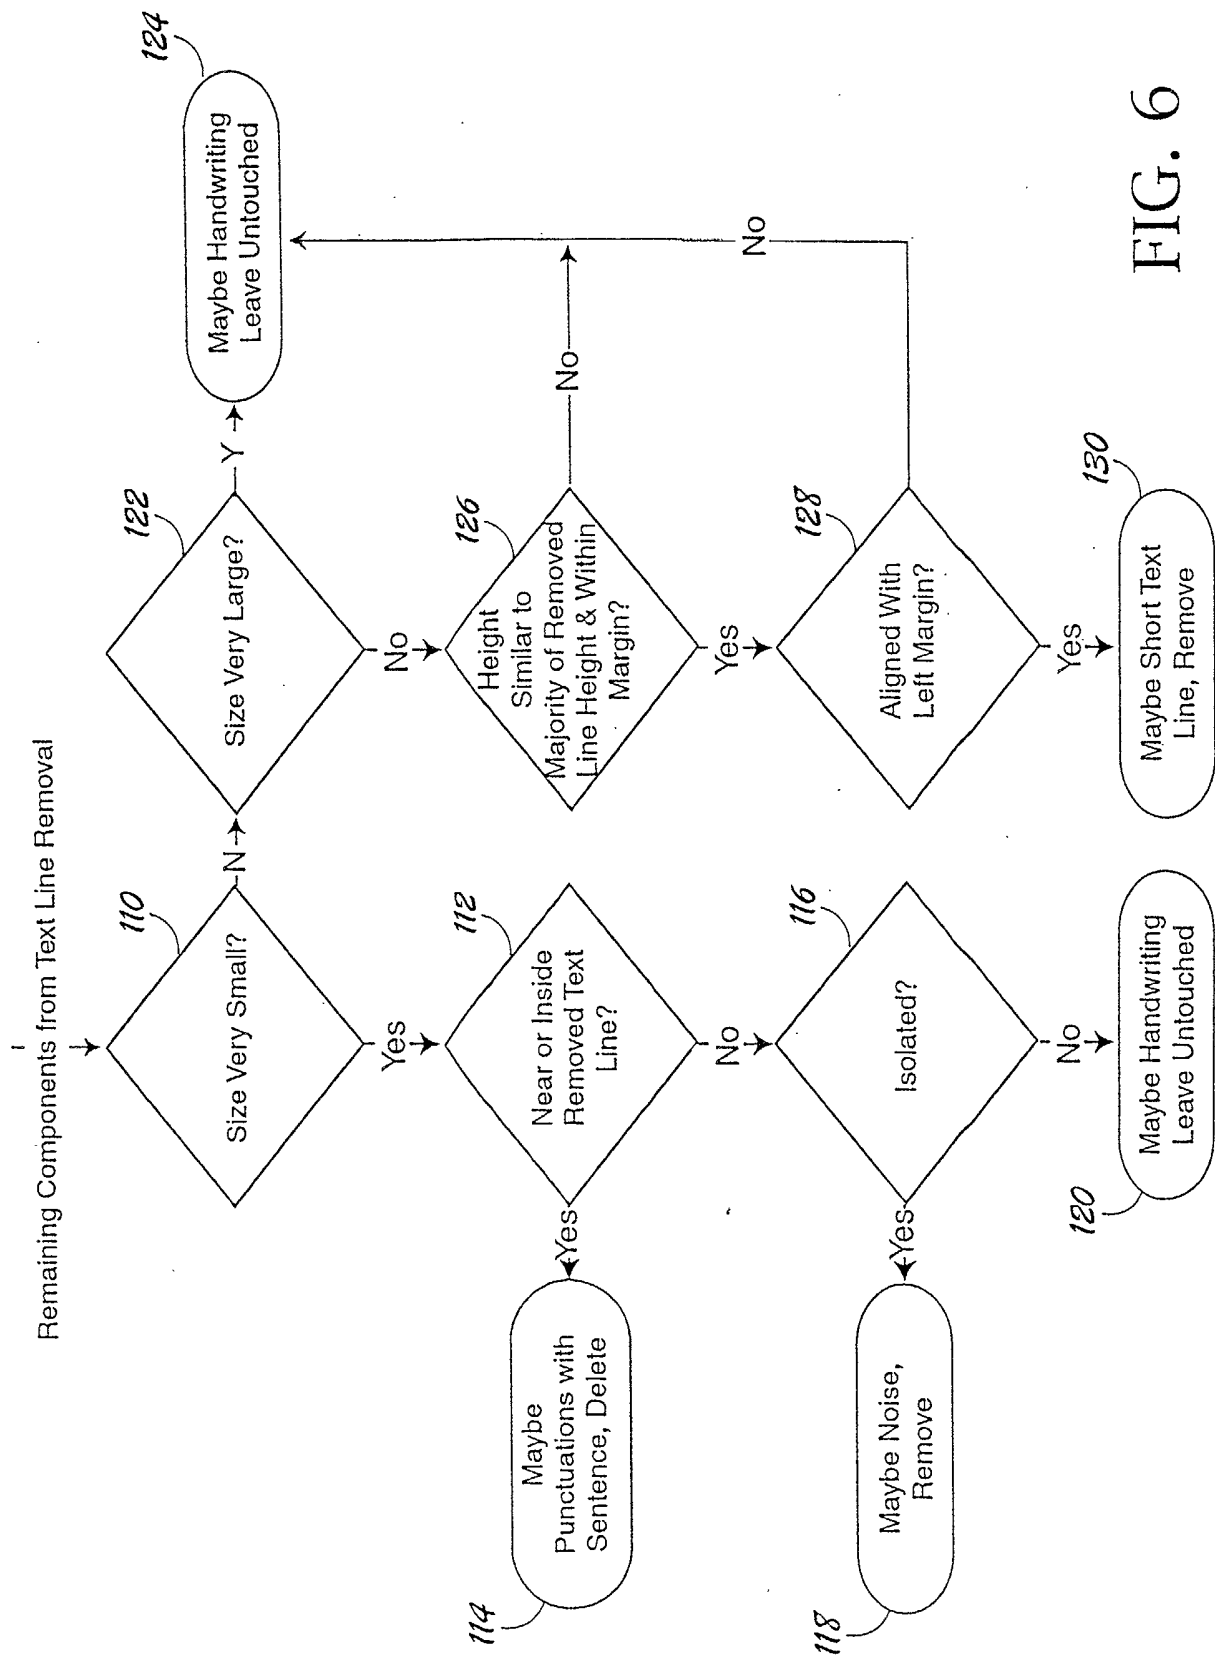 Remaining Components from Text Line Removal
110
Size Very Small?
N
122
Size Very Large?
Y
124
Maybe Handwriting
Leave Untouched
Yes
No
114
Maybe
Punctuations with
Sentence, Delete
Yes
112
Near or Inside
Removed Text
Line?
126
Height
Similar to
Majority of Removed
Line Height & Within
Margin?
No
No
Yes
No
118
Maybe Noise,
Remove
Yes
116
Isolated?
128
Aligned With
Left Margin?
No
Yes
120
Maybe Handwriting
Leave Untouched
130
Maybe Short Text
Line, Remove
FIG. 6